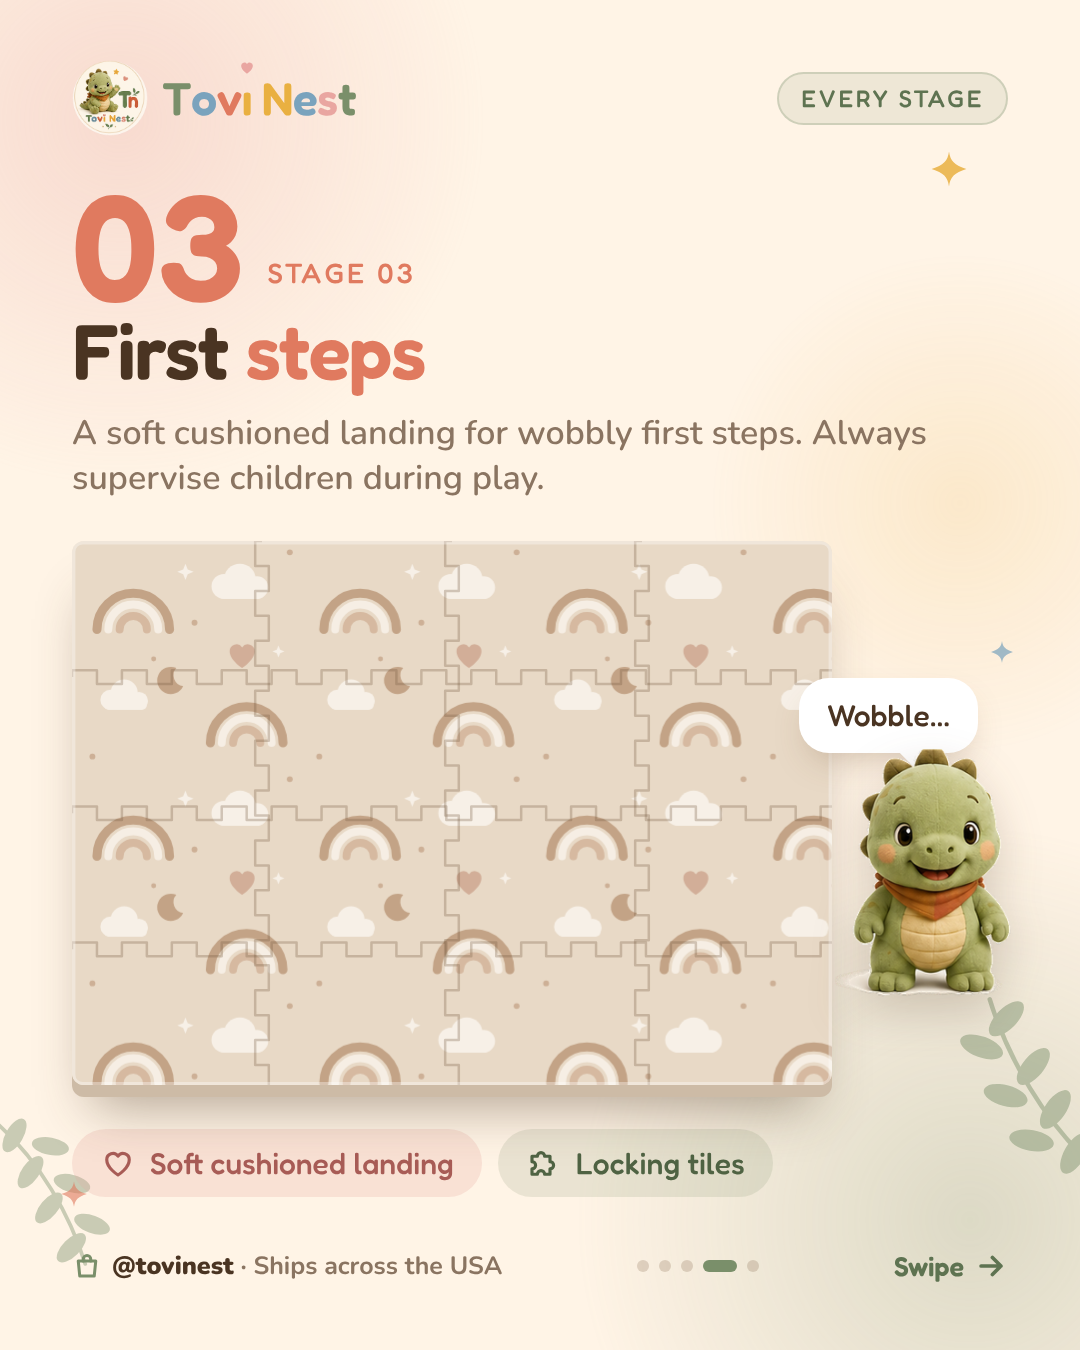 Tn
Tovi Nest
Tovi Nest
EVERY STAGE
03
STAGE 03
First steps
A soft cushioned landing for wobbly first steps. Always
supervise children during play.
Wobble...
Soft cushioned landing
Locking tiles
@tovinest · Ships across the USA
Swipe →